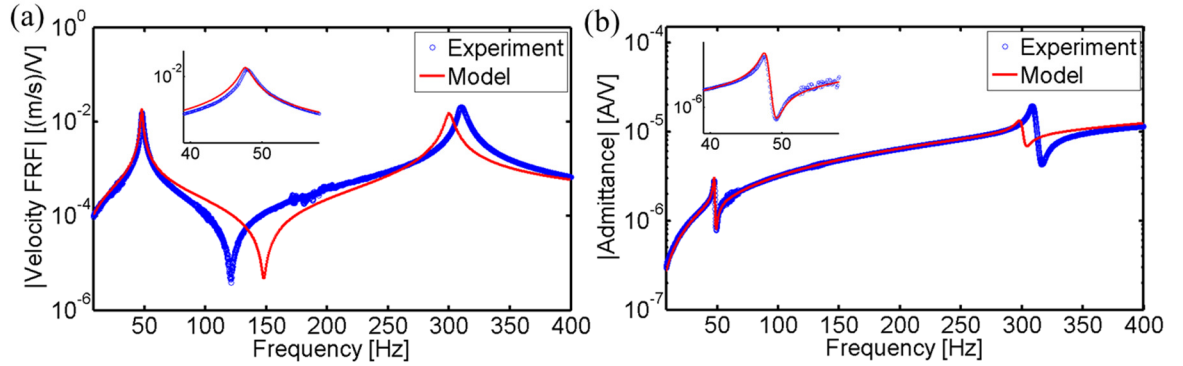 (a)
10^0
10^-2
10^-4
10^-6
|Velocity FRF| [(m/s)/V]
Experiment
Model
10^-2
40 50
50 100 150 200 250 300 350 400
Frequency [Hz]
(b)
10^-4
10^-5
10^-6
10^-7
|Admittance| [A/V]
Experiment
Model
10^-6
40 50
50 100 150 200 250 300 350 400
Frequency [Hz]